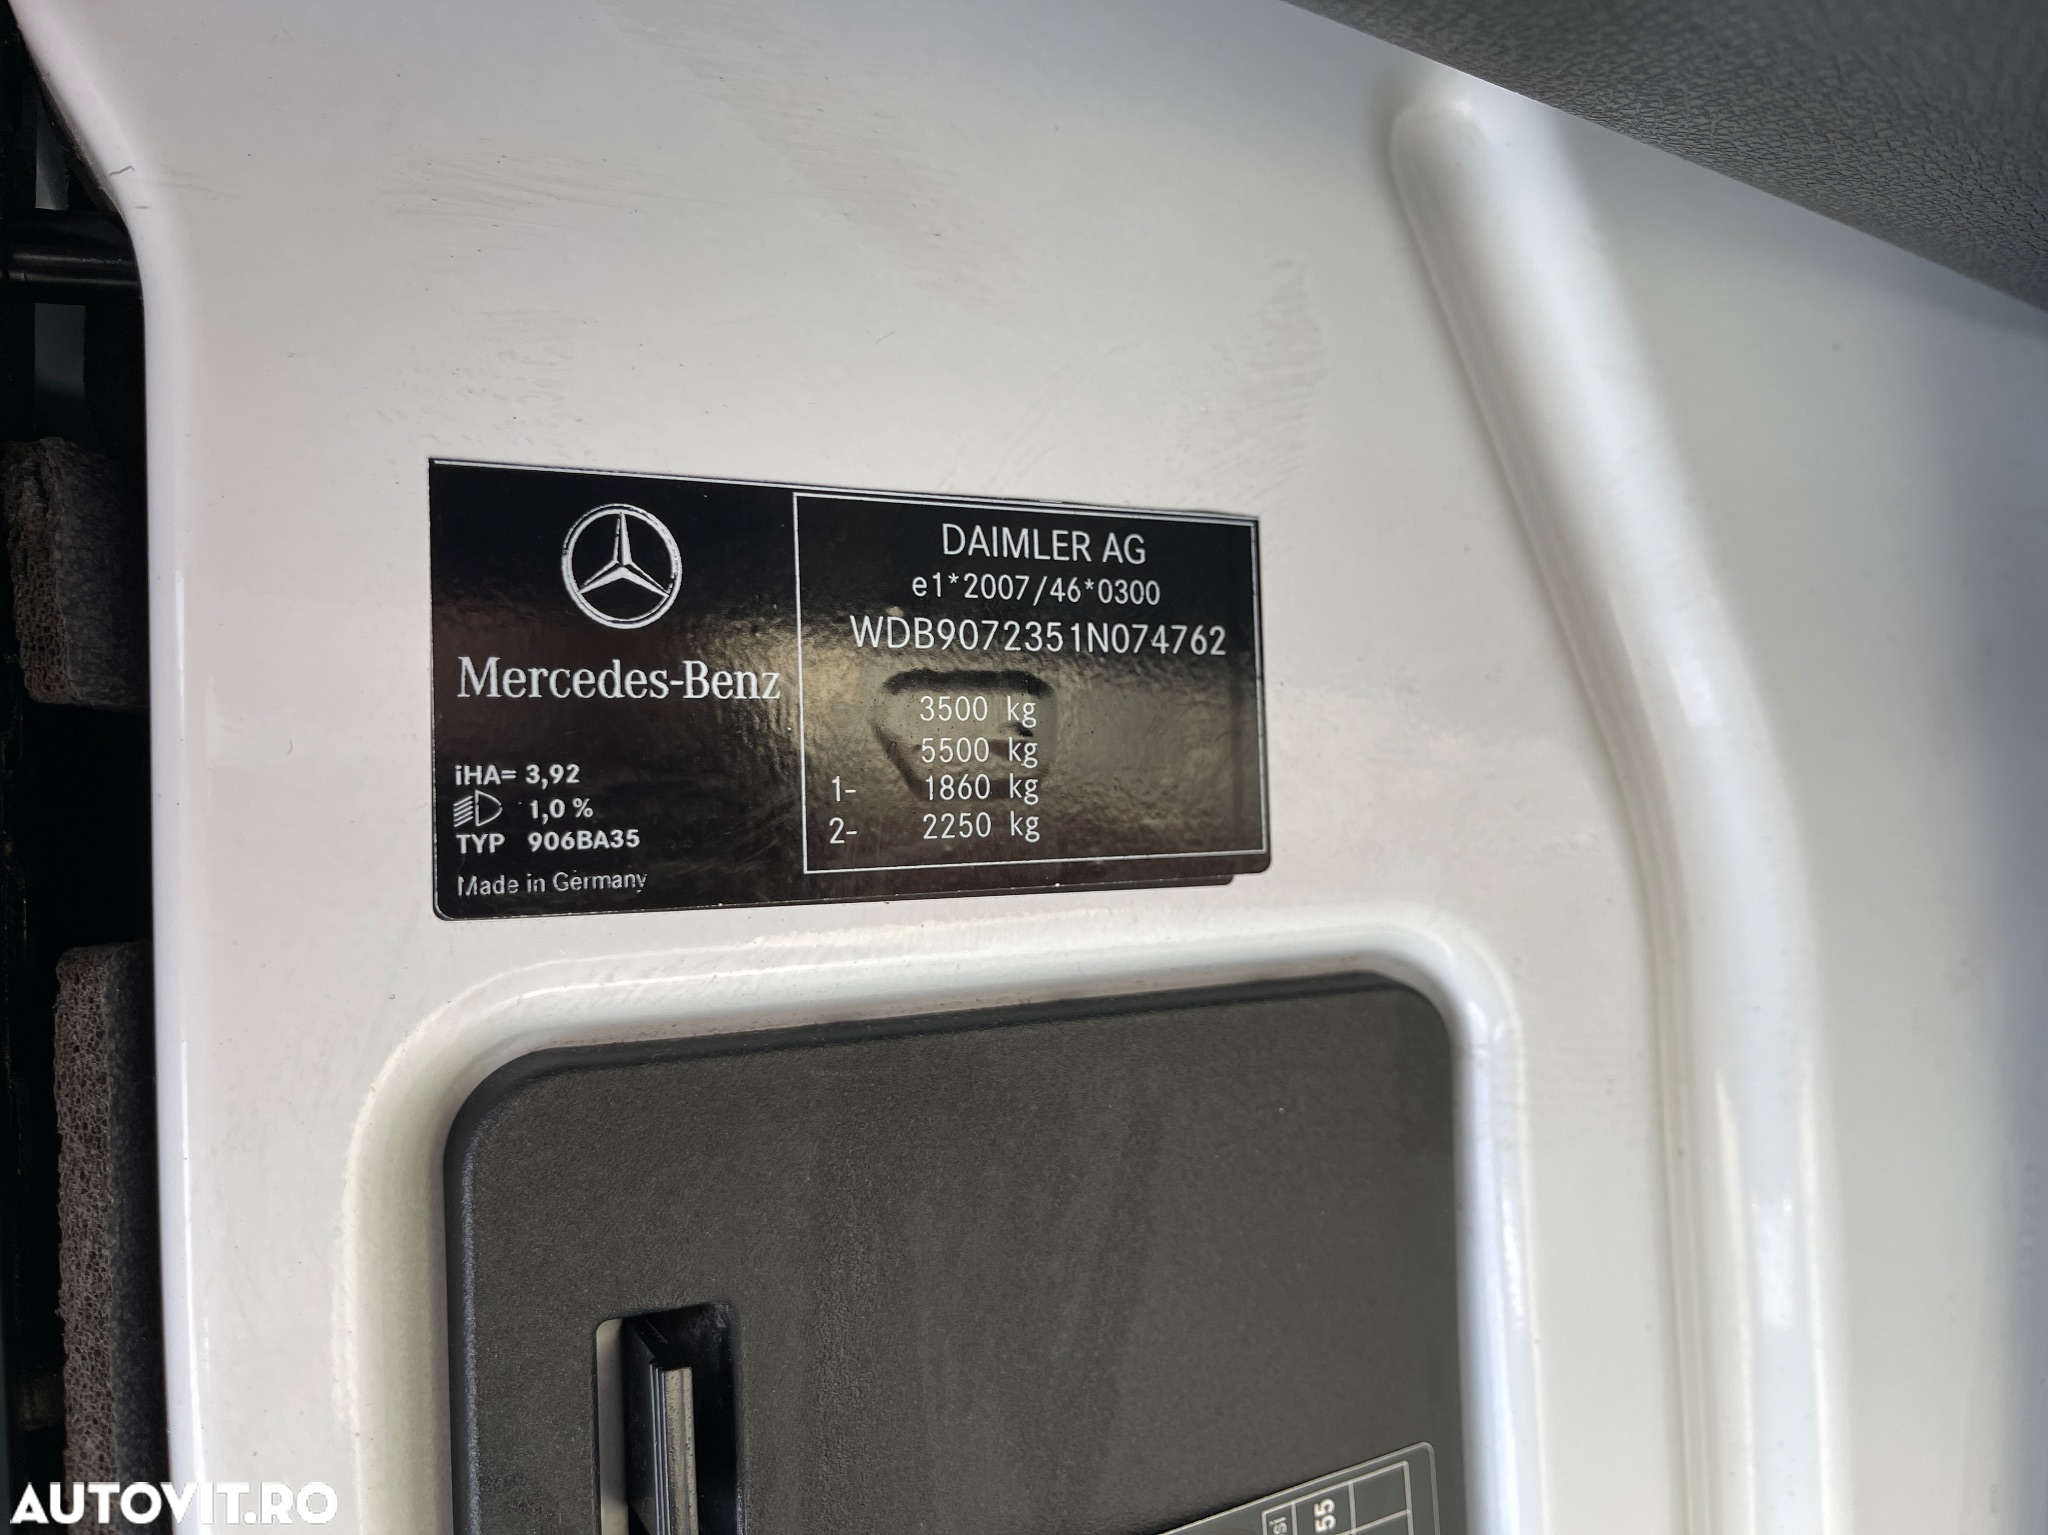 Mercedes-Benz
iHA= 3,92
1,0 %
TYP 906BA35
Made in Germany
DAIMLER AG
e1*2007/46*0300
WDB9072351N074762
3500 kg
5500 kg
1- 1860 kg
2- 2250 kg
si
55
AUTOVIT.RO